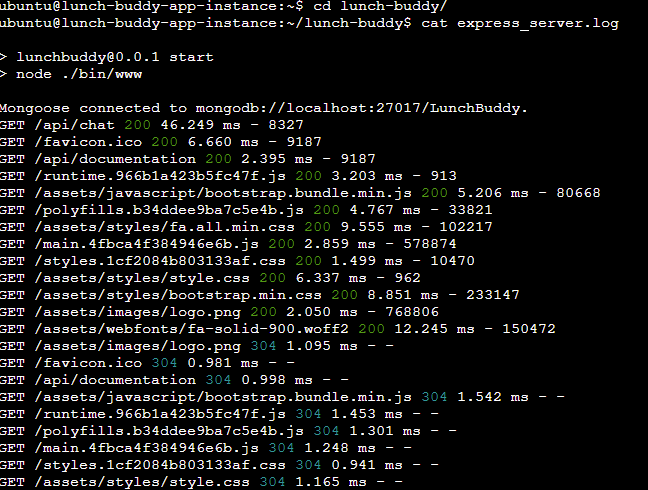 ubuntu@lunch-buddy-app-instance:~$ cd lunch-buddy/
ubuntu@lunch-buddy-app-instance:~/lunch-buddy$ cat express_server.log
> lunchbuddy@0.0.1 start
> node ./bin/www
Mongoose connected to mongodb://localhost:27017/LunchBuddy.
GET /api/chat 200 46.249 ms - 8327
GET /favicon.ico 200 6.660 ms - 9187
GET /api/documentation 200 2.395 ms - 9187
GET /runtime.966b1a423b5fc47f.js 200 3.203 ms - 913
GET /assets/javascript/bootstrap.bundle.min.js 200 5.206 ms - 80668
GET /polyfills.b34ddee9ba7c5e4b.js 200 4.767 ms - 33821
GET /assets/styles/fa.all.min.css 200 9.555 ms - 102217
GET /main.4fbca4f384946e6b.js 200 2.859 ms - 578874
GET /styles.1cf2084b803133af.css 200 1.499 ms - 10470
GET /assets/styles/style.css 200 6.337 ms - 962
GET /assets/styles/bootstrap.min.css 200 8.851 ms - 233147
GET /assets/images/logo.png 200 2.050 ms - 768806
GET /assets/webfonts/fa-solid-900.woff2 200 12.245 ms - 150472
GET /assets/images/logo.png 304 1.095 ms - -
GET /favicon.ico 304 0.981 ms - -
GET /api/documentation 304 0.998 ms - -
GET /assets/javascript/bootstrap.bundle.min.js 304 1.542 ms - -
GET /runtime.966b1a423b5fc47f.js 304 1.453 ms - -
GET /polyfills.b34ddee9ba7c5e4b.js 304 1.301 ms - -
GET /main.4fbca4f384946e6b.js 304 1.248 ms - -
GET /styles.1cf2084b803133af.css 304 0.941 ms - -
GET /assets/styles/style.css 304 1.165 ms - -